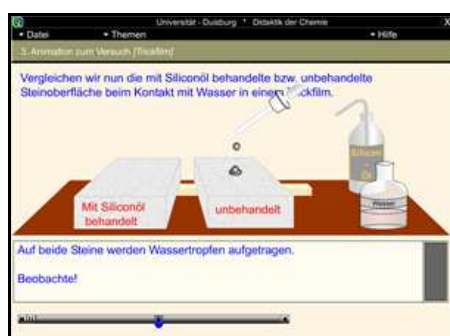 Universität - Duisburg * Didaktik der Chemie X
Datei Themen Hilfe
3. Animation zum Versuch [Trickfilm]
Vergleichen wir nun die mit Siliconöl behandelte bzw. unbehandelte
Steinoberfläche beim Kontakt mit Wasser in einem Trickfilm.
Silicon
-
Öl
Wasser
Mit Siliconöl
behandelt
unbehandelt
Auf beide Steine werden Wassertropfen aufgetragen.
Beobachte!